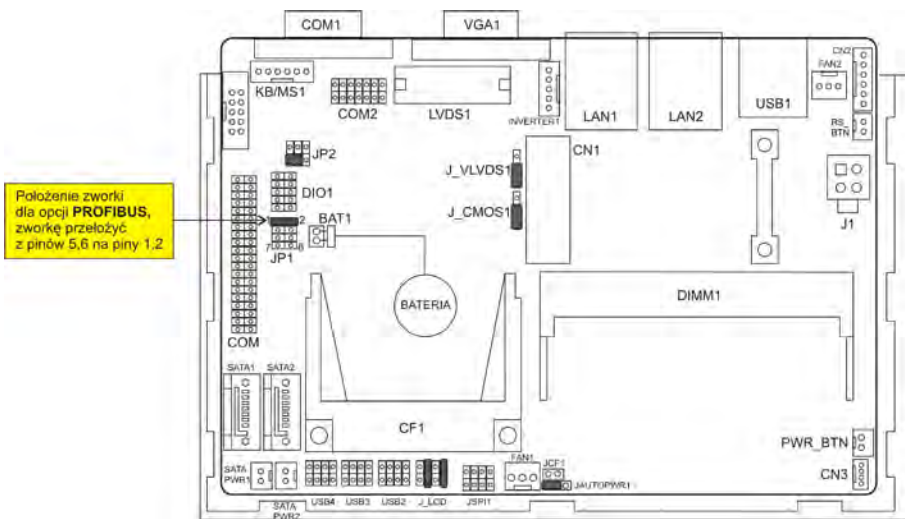 COM1
VGA1
CN2
FAN2
KB/MS1
COM2
LVDS1
INVERTER1
LAN1
LAN2
USB1
RS_
BTN
JP2
CN1
J_VLVDS1
DIO1
J_CMOS1
J1
Położenie zworki
dla opcji PROFIBUS,
zworkę przełożyć
z pinów 5,6 na piny 1,2
1
2
BAT1
7
8
JP1
BATERIA
DIMM1
COM
SATA1
SATA2
CF1
PWR_BTN
SATA
PWR1
FAN1
JCF1
CN3
JAUTOPWR1
SATA
PWR2
USB4
USB3
USB2
J_LCD
JSPI1